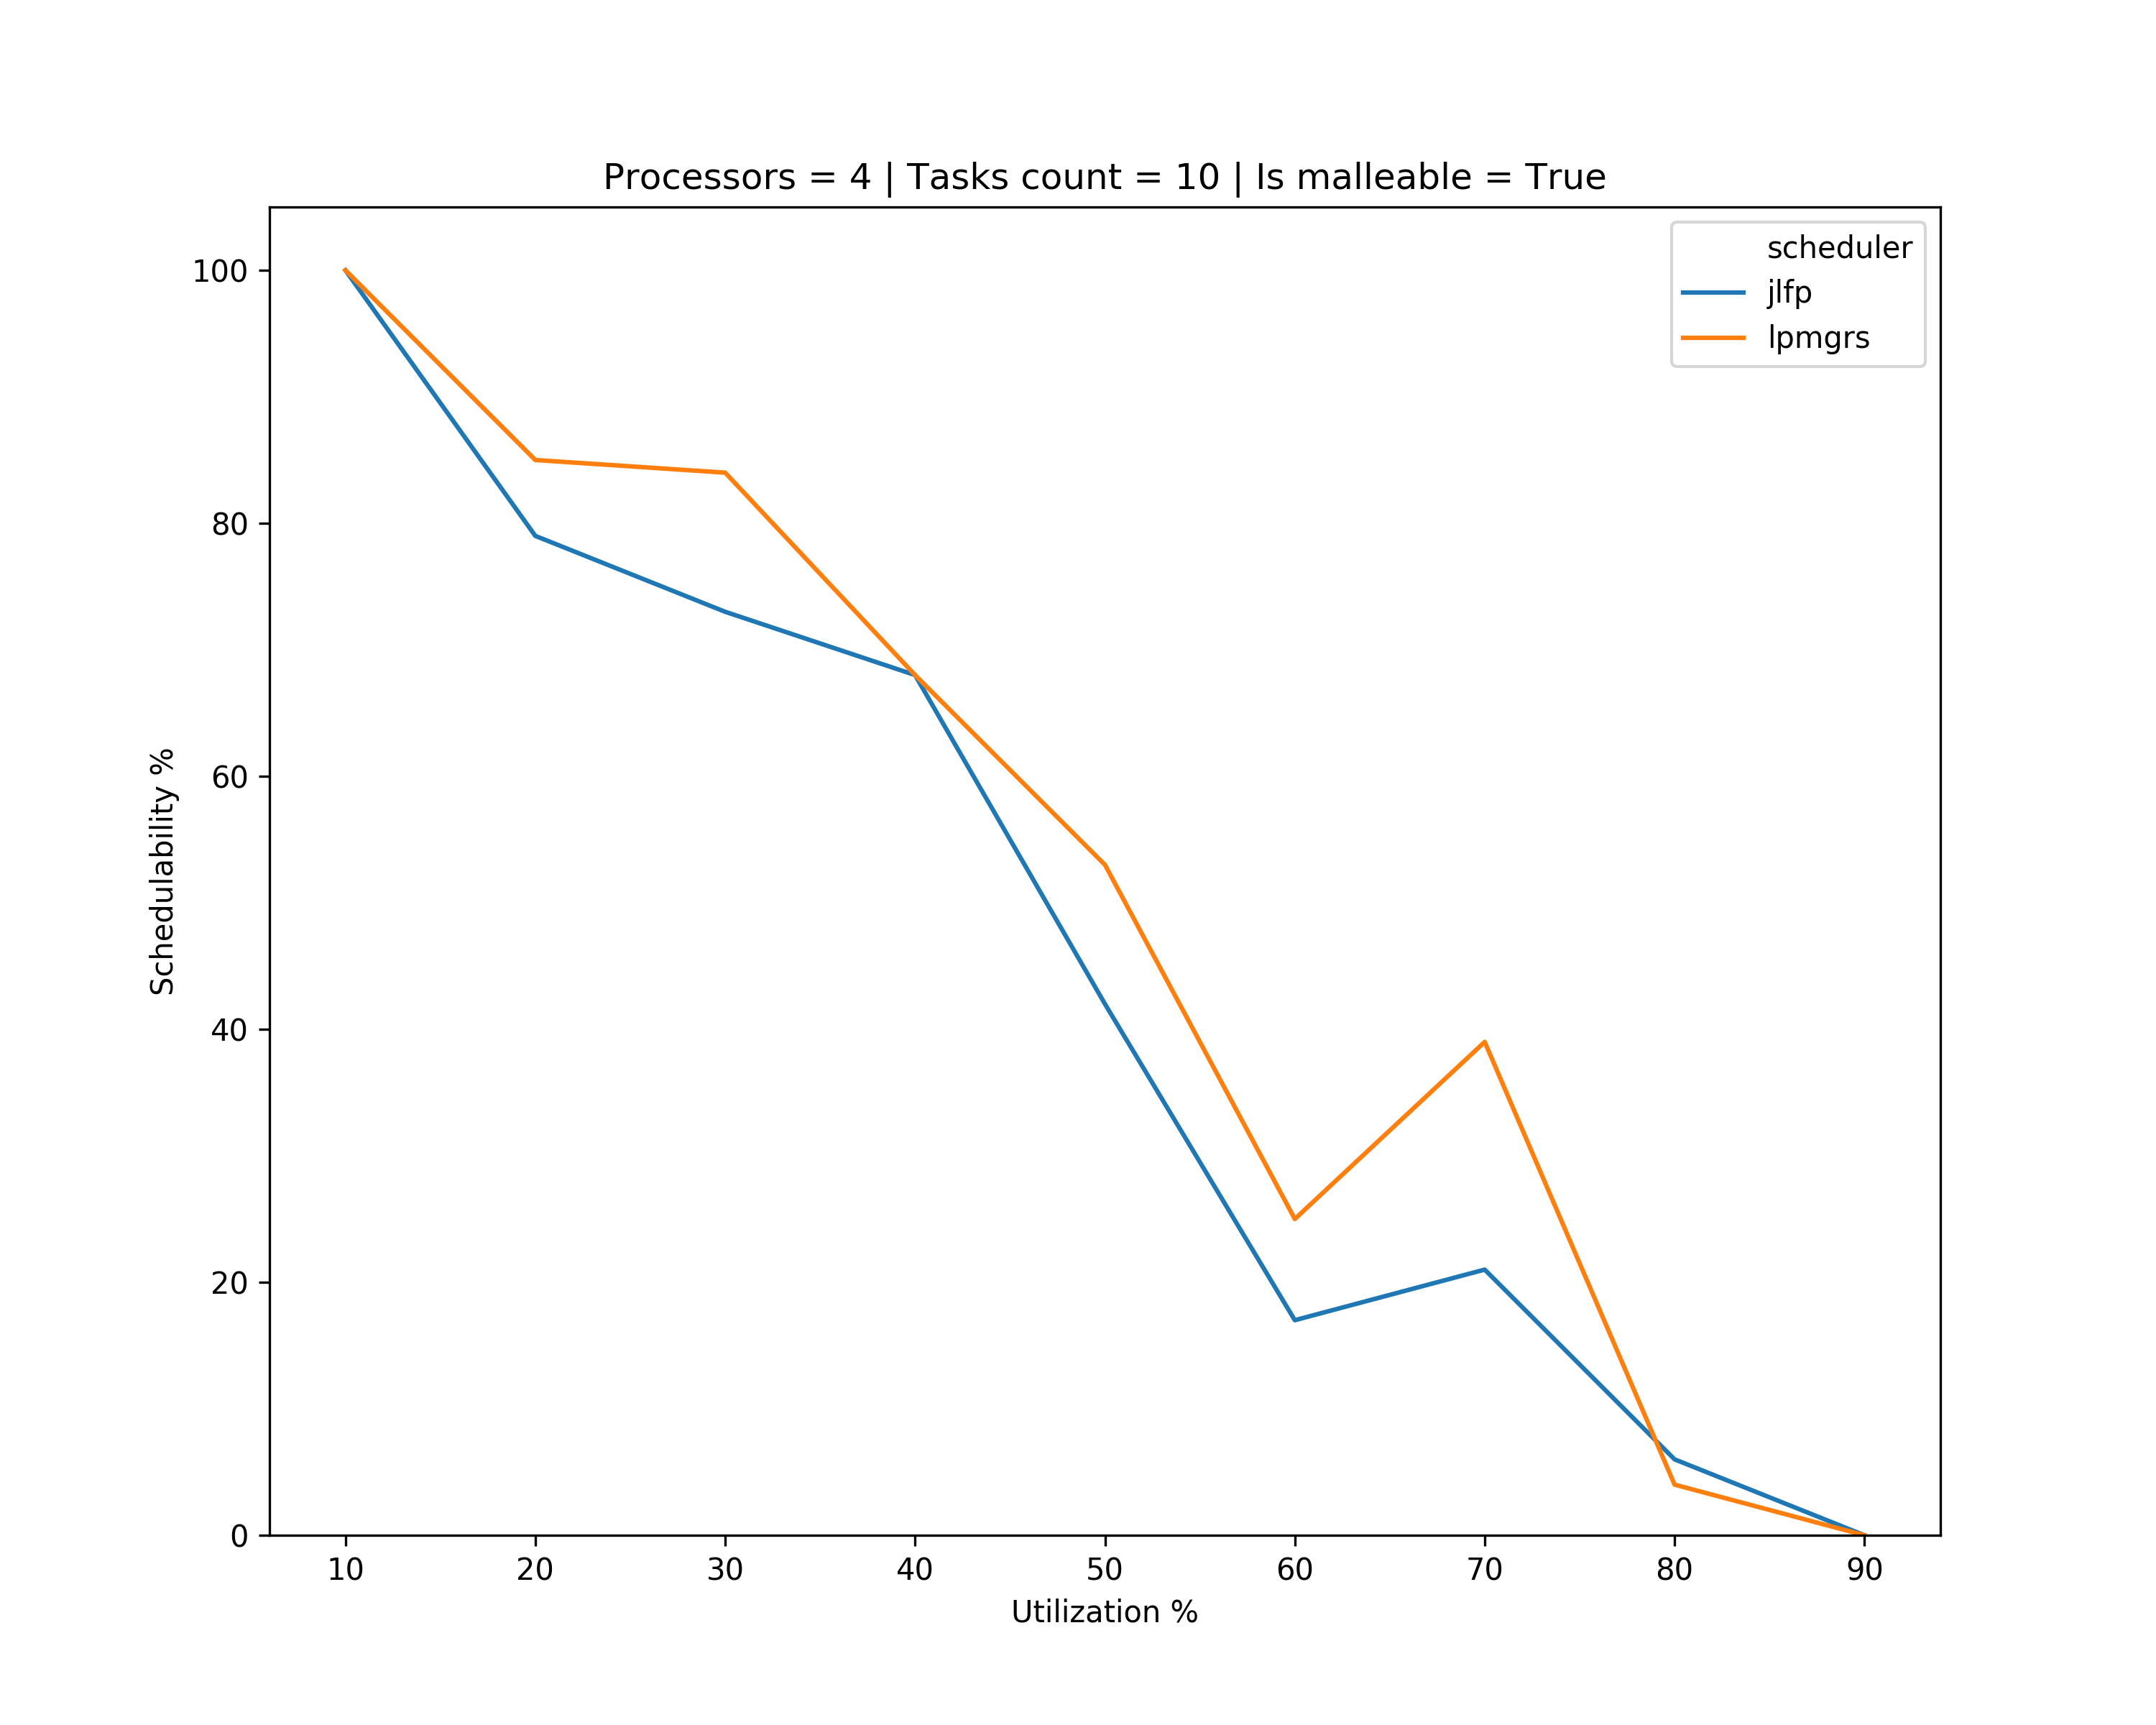 Processors = 4 | Tasks count = 10 | Is malleable = True
scheduler
jlfp
lpmgrs
Schedulability %
100
80
60
40
20
0
10 20 30 40 50 60 70 80 90
Utilization %